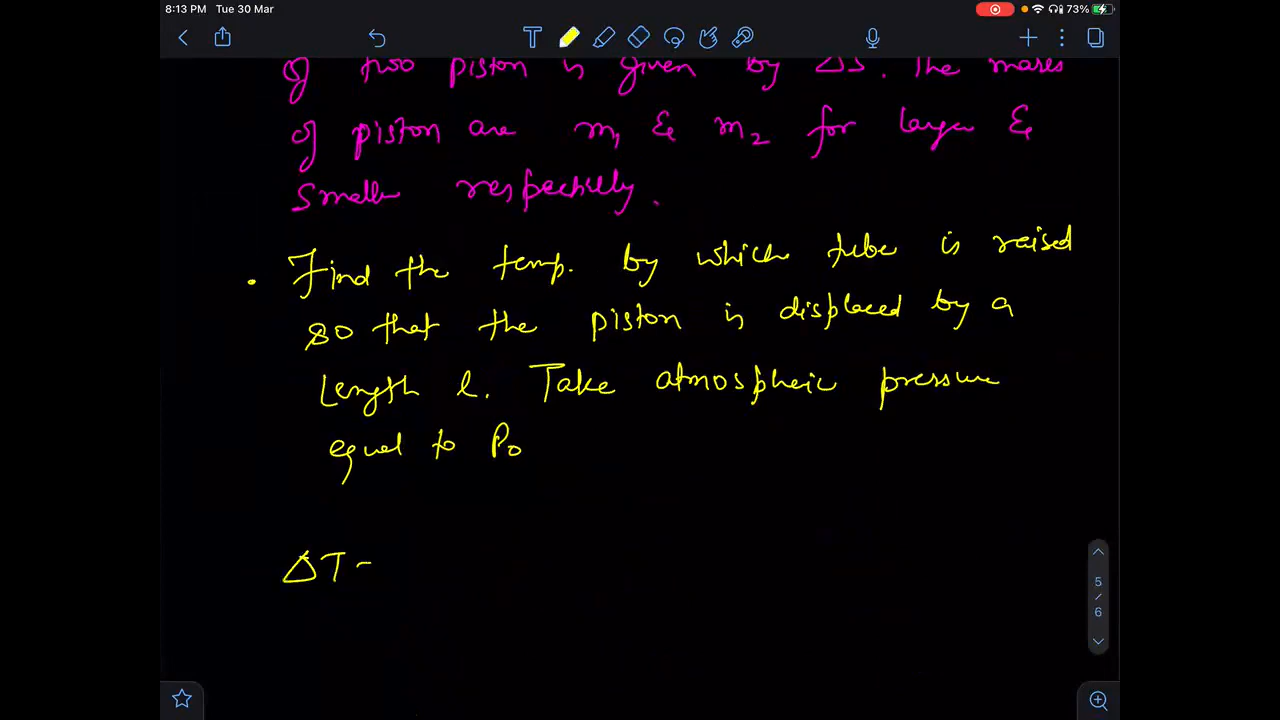 8:13 PM Tue 30 Mar 73%
T
of two piston is given by ΔS. The masses
of piston are m1 & m2 for larger &
Smaller respectively.
. Find the temp. by which tube is raised
so that the piston is displaced by a
length l. Take atmospheric pressure
equal to P0
ΔT-
5
/
6